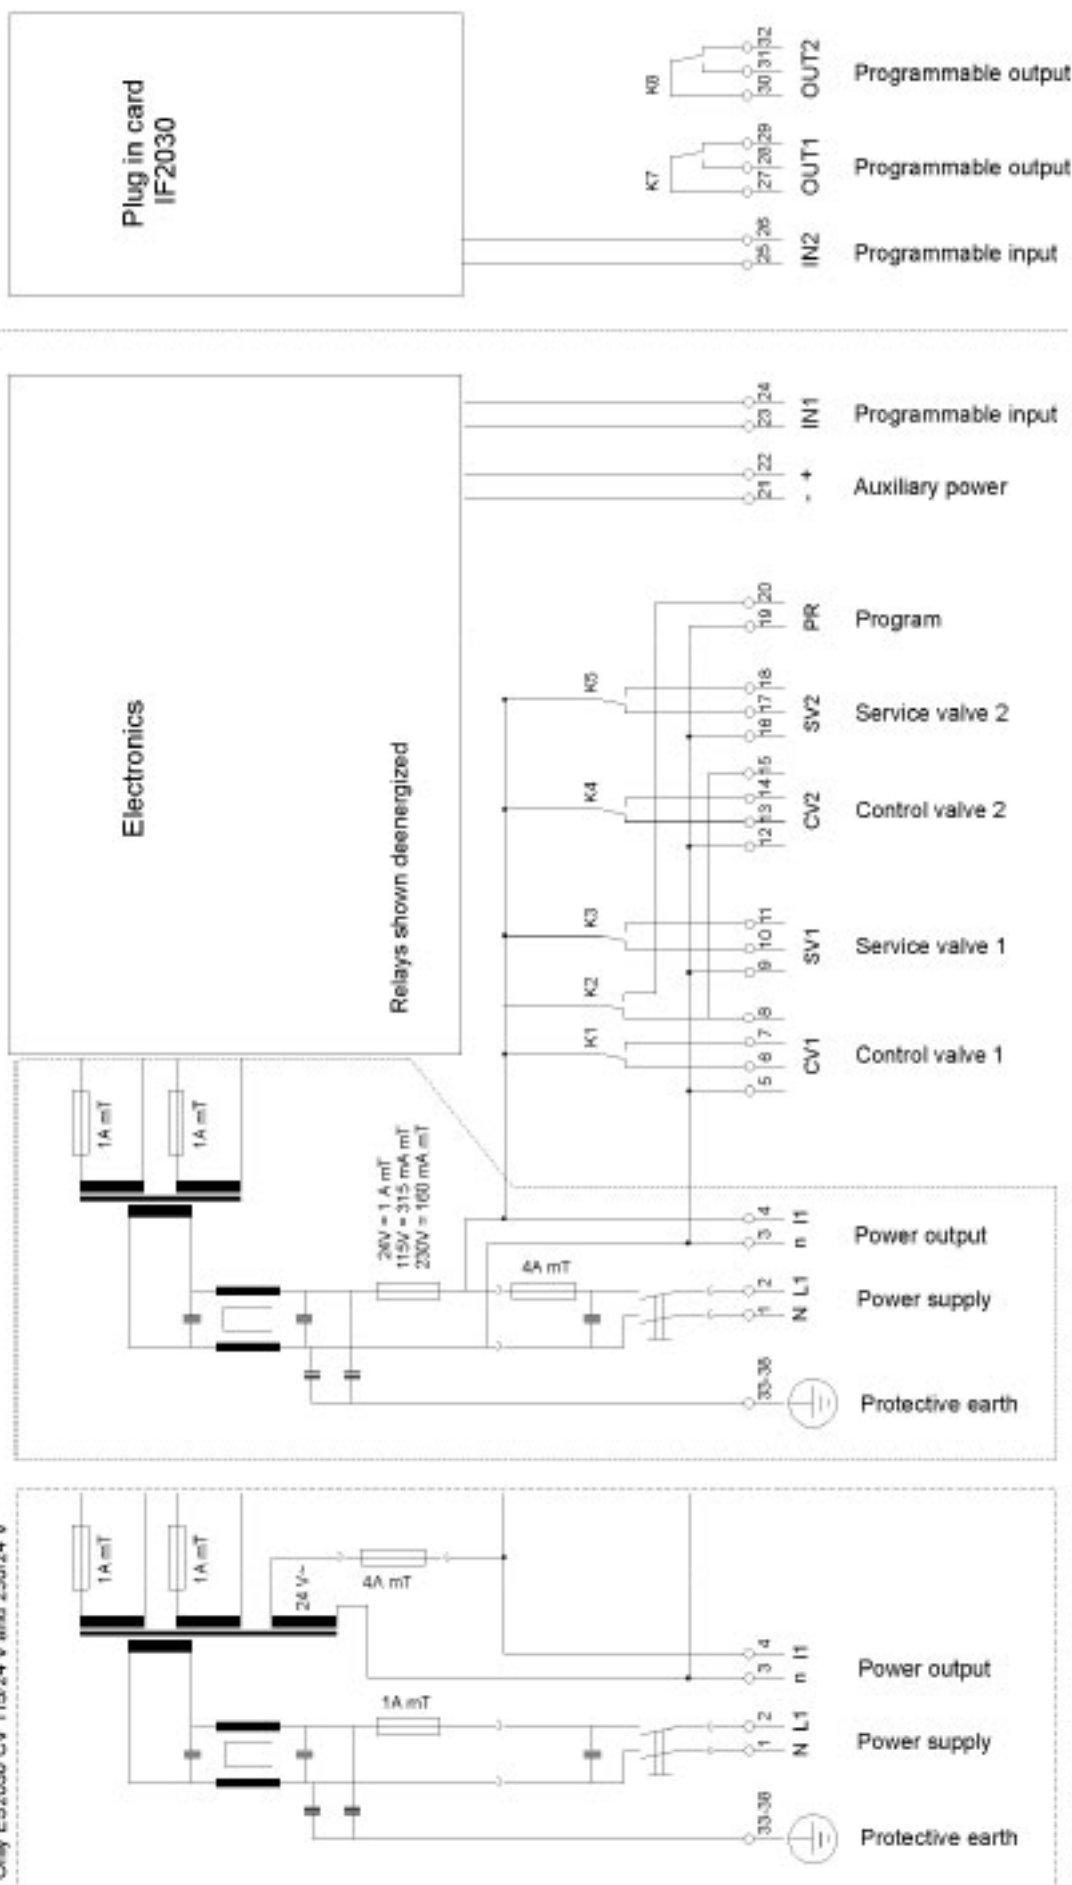 Plug in card
IF2030
K8
32
31
30
OUT2
Programmable output
K7
29
28
27
OUT1
Programmable output
26
25
IN2
Programmable input
24
23
IN1
Programmable input
22
21
+
-
Auxiliary power
20
19
PR
Program
Electronics
Relays shown deenergized
K5
18
17
16
SV2
Service valve 2
K4
15
14
13
12
CV2
Control valve 2
K3
11
10
9
SV1
Service valve 1
K2
K1
8
7
6
5
CV1
Control valve 1
1A mT
1A mT
24V = 1 A mT
115V = 315 mA mT
230V = 160 mA mT
4
3
I1
n
Power output
4A mT
2
1
L1
N
Power supply
33-38
Protective earth
1A mT
1A mT
24 V~
4A mT
4
3
I1
n
Power output
1A mT
2
1
L1
N
Power supply
33-38
Protective earth